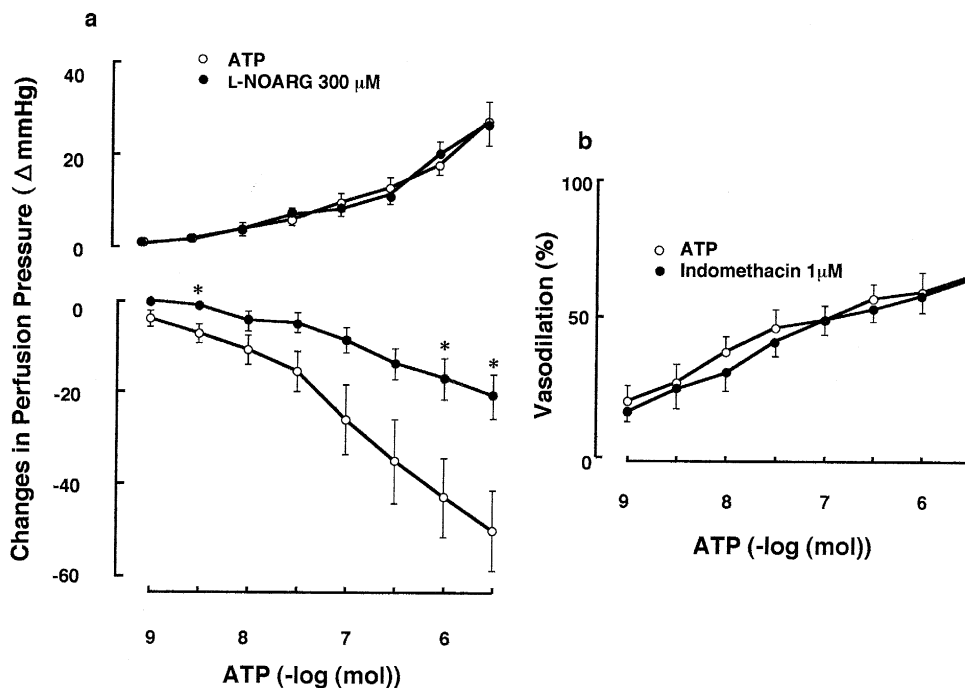 a
ATP
L-NOARG 300 µM
40
20
0
0
*
*
*
-20
-40
-60
Changes in Perfusion Pressure ( Δ mmHg)
9 8 7 6
ATP (-log (mol))
b
100
ATP
Indomethacin 1µM
50
0
Vasodilation (%)
9 8 7 6
ATP (-log (mol))